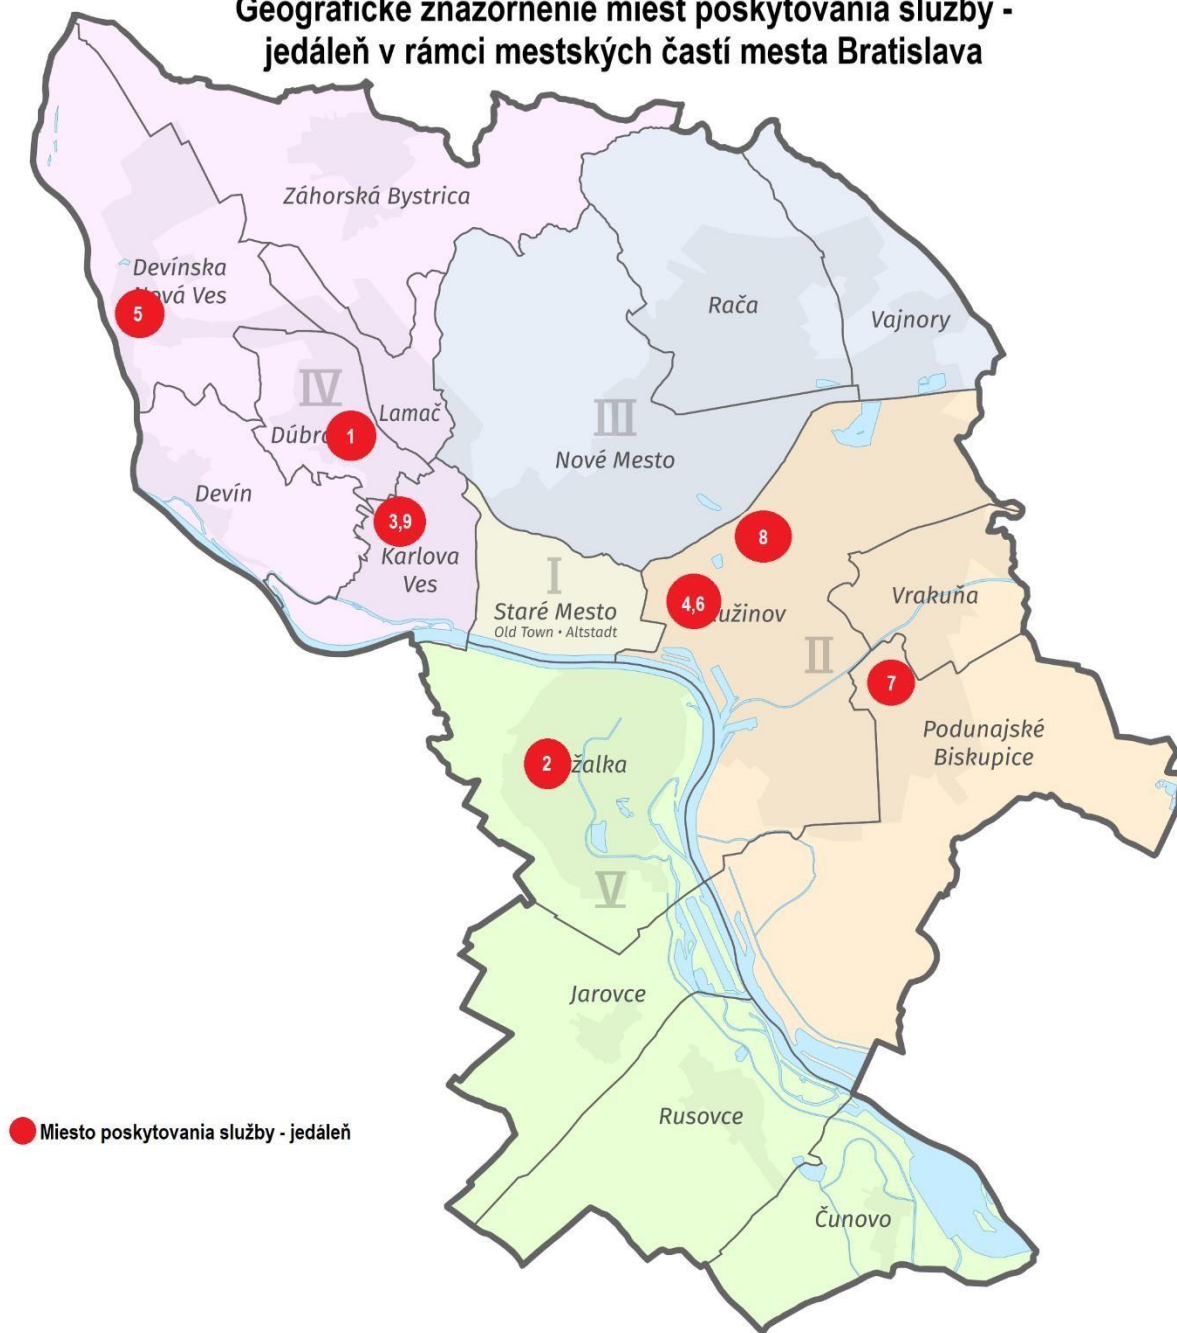 Geografické znázornenie miest poskytovania služby -
jedáleň v rámci mestských častí mesta Bratislava
Záhorská Bystrica
Devínska
Nová Ves
5
Rača
Vajnory
IV
Lamač
Dúbra
1
III
Nové Mesto
Devín
3,9
Karlova
Ves
8
I
Staré Mesto
Old Town • Altstadt
4,6
užinov
Vrakuňa
II
7
Podunajské
Biskupice
2
žalka
V
Jarovce
Rusovce
Miesto poskytovania služby - jedáleň
Čunovo